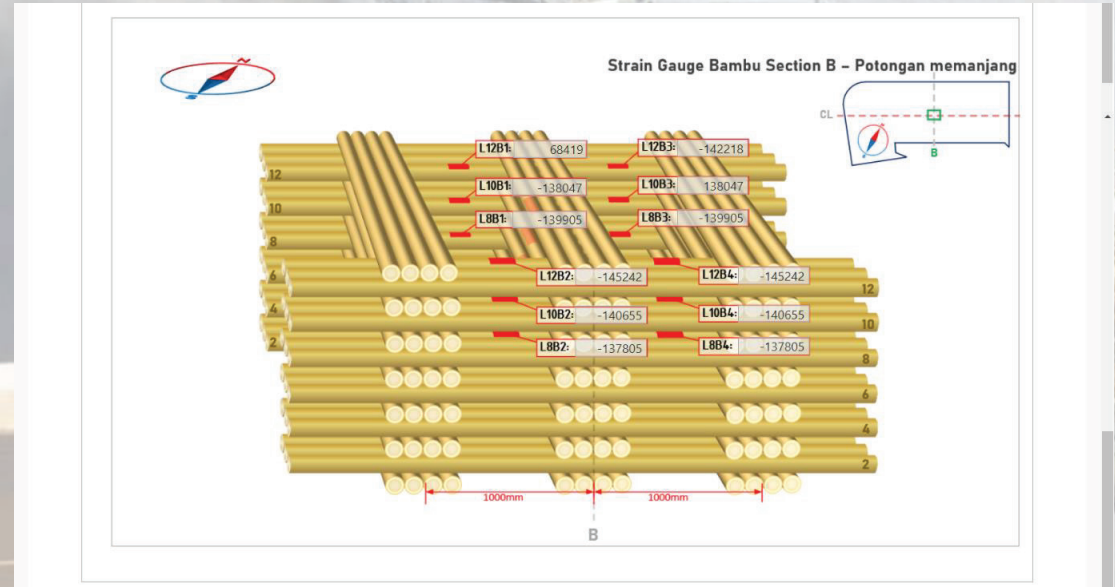 Strain Gauge Bambu Section B – Potongan memanjang
CL
B
L12B1: 68419
L12B3: -142218
L10B1: -138047
L10B3: 138047
L8B1: -139905
L8B3: -139905
12
10
8
6
4
2
L12B2: -145242
L12B4: -145242
L10B2: -140655
L10B4: -140655
L8B2: -137805
L8B4: -137805
12
10
8
6
4
2
1000mm
1000mm
B